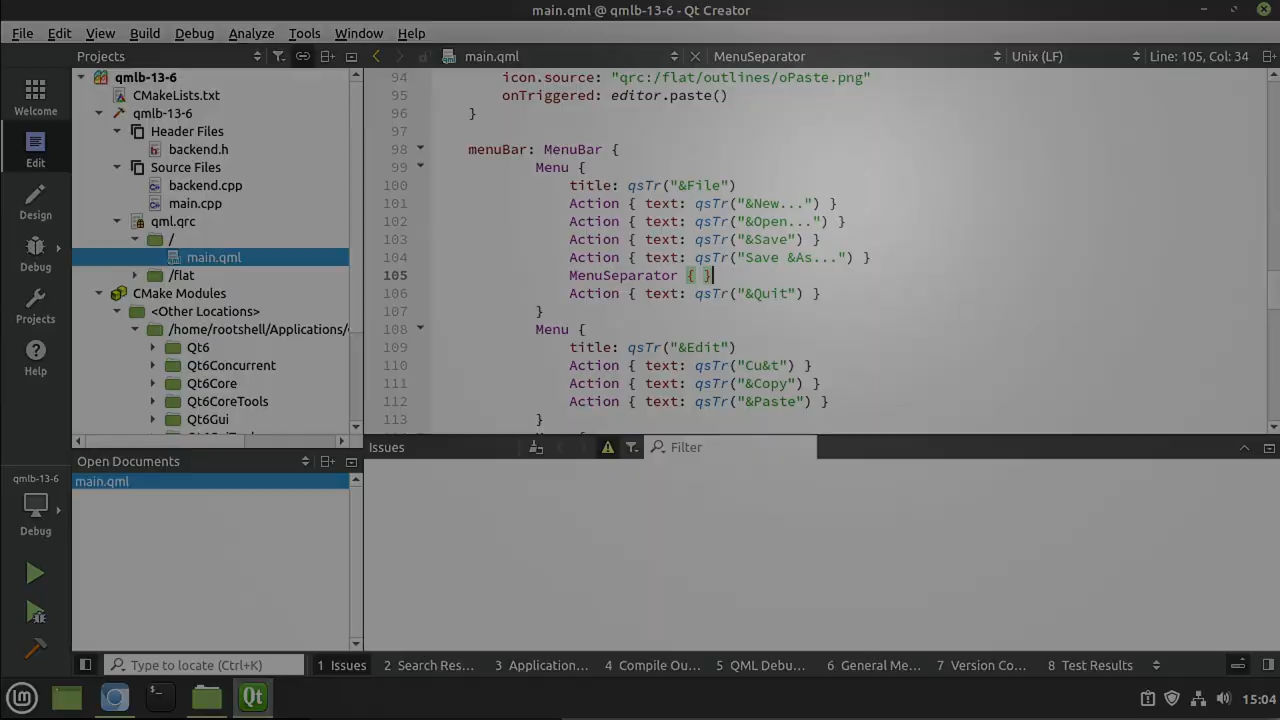 main.qml @ qmlb-13-6 - Qt Creator
File Edit View Build Debug Analyze Tools Window Help
Projects
main.qml
MenuSeparator
Unix (LF)
Line: 105, Col: 34
Welcome
Edit
Design
Debug
Projects
Help
qmlb-13-6
CMakeLists.txt
qmlb-13-6
Header Files
backend.h
Source Files
backend.cpp
main.cpp
qml.qrc
/
main.qml
/flat
CMake Modules
<Other Locations>
/home/rootshell/Applications/
Qt6
Qt6Concurrent
Qt6Core
Qt6CoreTools
Qt6Gui
94 icon.source: "qrc:/flat/outlines/oPaste.png"
95 onTriggered: editor.paste()
96 }
97
98 menuBar: MenuBar {
99 Menu {
100 title: qsTr("&File")
101 Action { text: qsTr("&New...") }
102 Action { text: qsTr("&Open...") }
103 Action { text: qsTr("&Save") }
104 Action { text: qsTr("Save &As...") }
105 MenuSeparator { }
106 Action { text: qsTr("&Quit") }
107 }
108 Menu {
109 title: qsTr("&Edit")
110 Action { text: qsTr("Cu&t") }
111 Action { text: qsTr("&Copy") }
112 Action { text: qsTr("&Paste") }
113 }
Issues
Filter
Open Documents
main.qml
qmlb-13-6
Debug
Type to locate (Ctrl+K)
1 Issues
2 Search Res...
3 Application...
4 Compile Ou...
5 QML Debu...
6 General Me...
7 Version Co...
8 Test Results
Qt
15:04